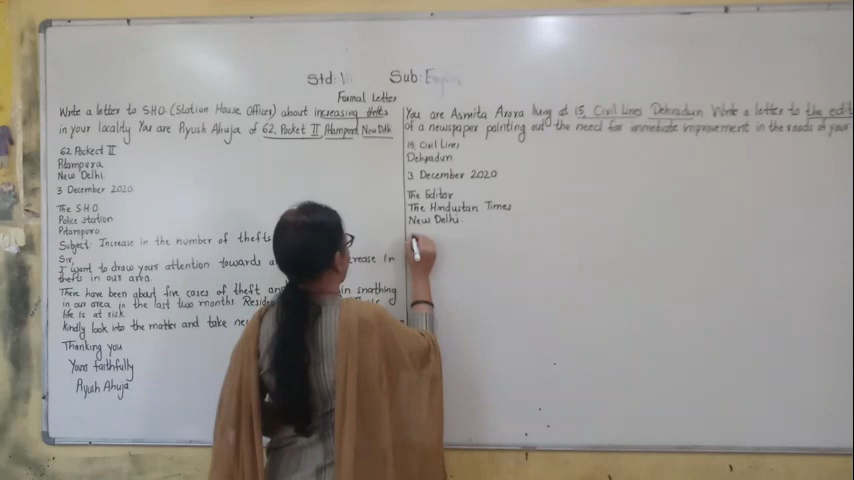 Std: V Sub: English
Formal Letter
Write a letter to S.H.O. (Station House Officer) about increasing thefts
in your locality You are Piyush Ahuja of 62, Pocket II Pitampura New Delhi
62 Pocket II
Pitampura
New Delhi
3 December 2020
The S.H.O.
Police station
Pitampura
Subject: Increase in the number of thefts
Sir,
I want to draw your attention towards a crease in
thefts in our area.
There have been about five cases of theft and in snathing
in our area in the last two months.
life is at risk.
Kindly look into the matter and take
Thanking you
Yours faithfully
Piyush Ahuja
You are Asmita Arora living at 15, Civil Lines Dehradun Write a letter to the
of a newspaper pointing out the need for immediate improvement in the roads of your
15, Civil Lines
Dehradun
3 December 2020
The Editor
The Hindustan Times
New Delhi.